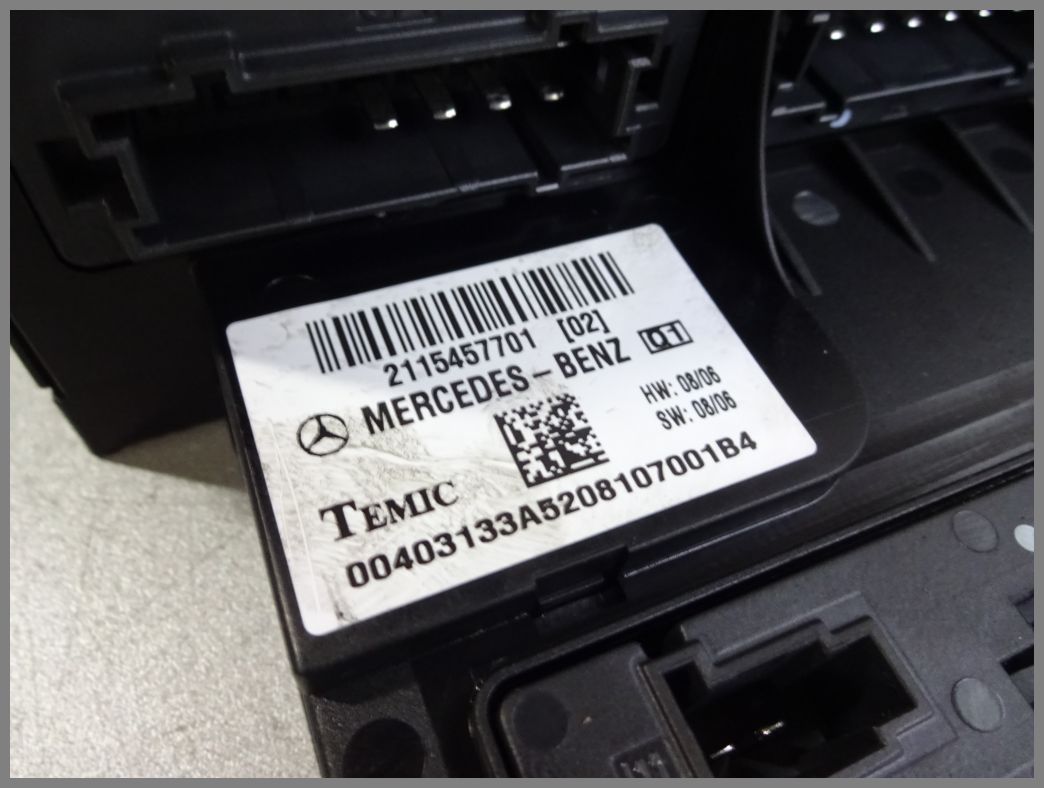 2115457701 [02]
MERCEDES-BENZ Q1
HW: 08/06
SW: 08/06
TEMIC
00403133A5208107001B4